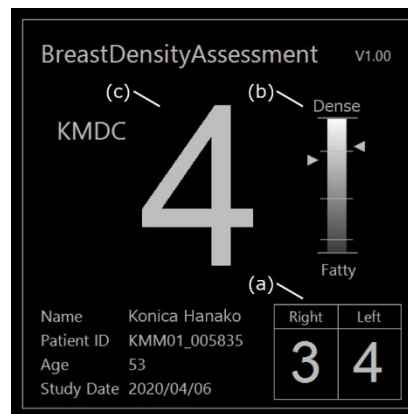 BreastDensityAssessment V1.00
(c) (b)
Dense
KMDC
4
Fatty
(a)
Name Konica Hanako
Patient ID KMM01_005835
Age 53
Study Date 2020/04/06
Right Left
3 4